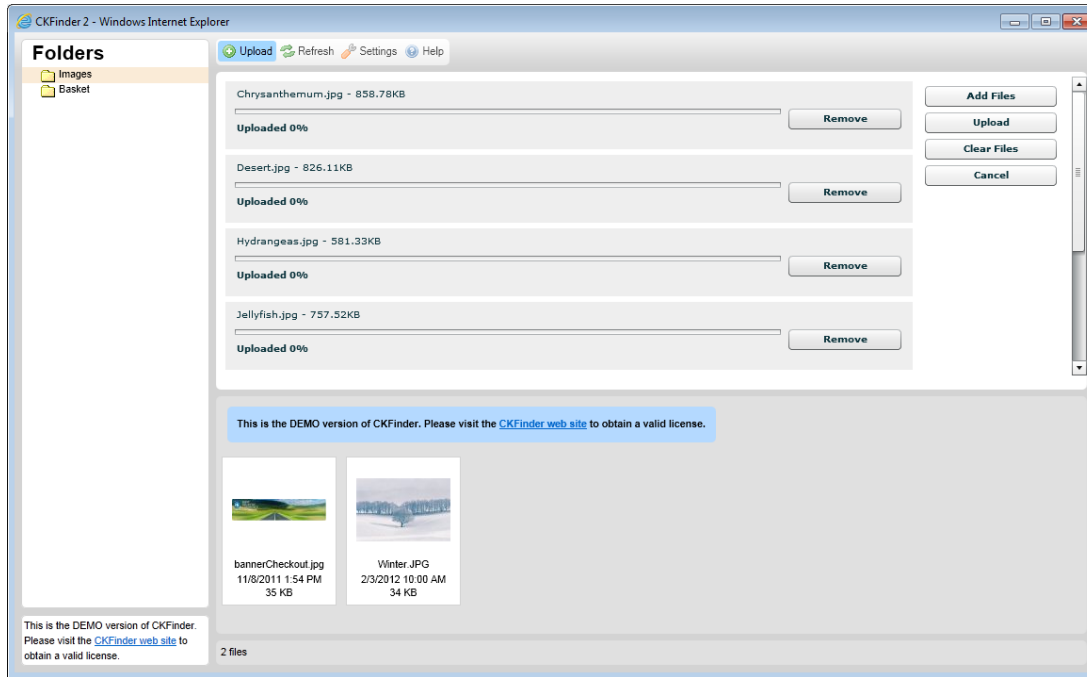 CKFinder 2 - Windows Internet Explorer
Folders
Images
Basket
Upload Refresh Settings Help
Chrysanthemum.jpg - 858.78KB
Uploaded 0%
Remove
Desert.jpg - 826.11KB
Uploaded 0%
Remove
Hydrangeas.jpg - 581.33KB
Uploaded 0%
Remove
Jellyfish.jpg - 757.52KB
Uploaded 0%
Remove
Add Files
Upload
Clear Files
Cancel
This is the DEMO version of CKFinder. Please visit the CKFinder web site to obtain a valid license.
bannerCheckout.jpg
11/8/2011 1:54 PM
35 KB
Winter.JPG
2/3/2012 10:00 AM
34 KB
This is the DEMO version of CKFinder.
Please visit the CKFinder web site to
obtain a valid license.
2 files